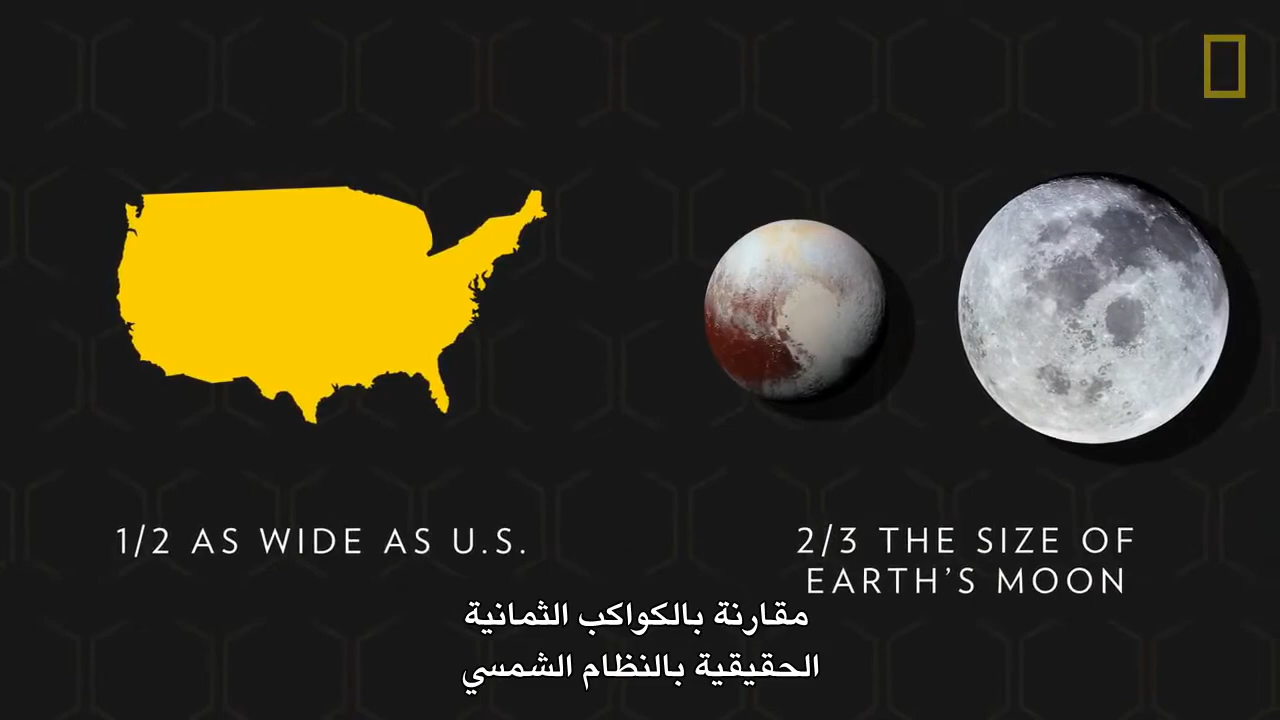 1/2 AS WIDE AS U.S.
2/3 THE SIZE OF
EARTH’S MOON
مقارنة بالكواكب الثمانية
الحقيقية بالنظام الشمسي